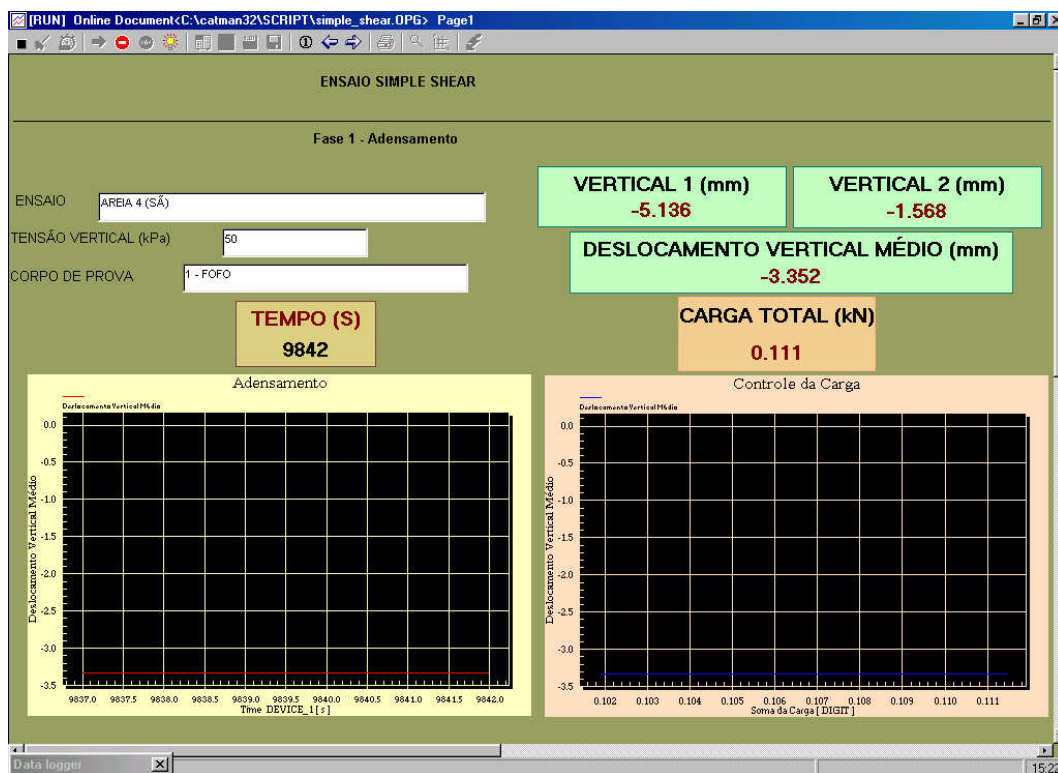 [RUN] Online Document<C:\catman32\SCRIPT\simple_shear.OPG> Page1
ENSAIO SIMPLE SHEAR
Fase 1 - Adensamento
ENSAIO
AREIA 4 (SÃ)
TENSÃO VERTICAL (kPa)
50
CORPO DE PROVA
1 - FOFO
VERTICAL 1 (mm)
-5.136
VERTICAL 2 (mm)
-1.568
DESLOCAMENTO VERTICAL MÉDIO (mm)
-3.352
TEMPO (S)
9842
CARGA TOTAL (kN)
0.111
Adensamento
Deslocamento Vertical Médio
0.0
-0.5
-1.0
-1.5
-2.0
-2.5
-3.0
-3.5
Deslocamento Vertical Médio
9837.0 9837.5 9838.0 9838.5 9839.0 9839.5 9840.0 9840.5 9841.0 9841.5 9842.0
Time DEVICE_1 [ s ]
Controle da Carga
Deslocamento Vertical Médio
0.0
-0.5
-1.0
-1.5
-2.0
-2.5
-3.0
-3.5
Deslocamento Vertical Médio
0.102 0.103 0.104 0.105 0.106 0.107 0.108 0.109 0.110 0.111
Soma da Carga [ DIGIT ]
Data logger
15:22